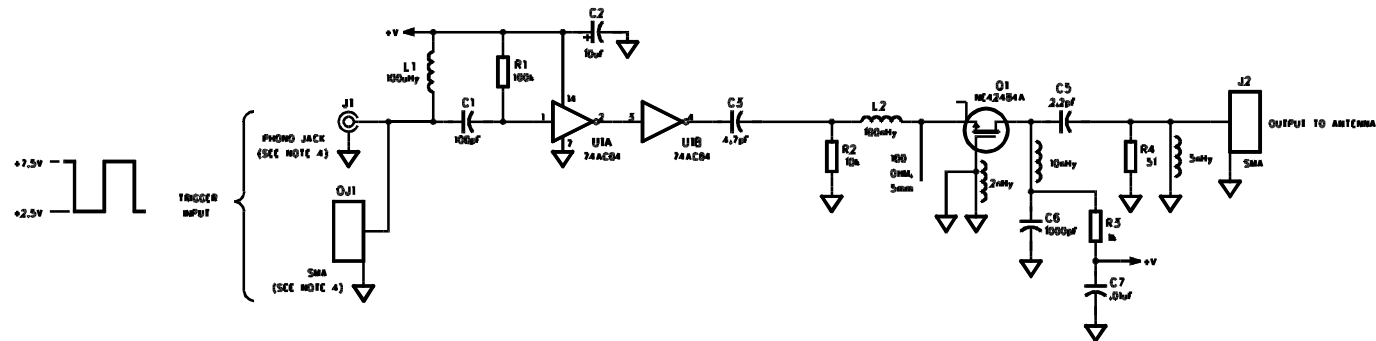 C2
+V
10uf
L1
100uHy
R1
100k
J1
C1
100pf
14
1
2
7
U1A
74AC04
3
4
U1B
74AC04
C3
4.7pf
PHONO JACK
(SEE NOTE 4)
+7.5V
+2.5V
TRIGGER
INPUT
OJ1
SMA
(SEE NOTE 4)
L2
100nHy
R2
10k
100
OHM,
5mm
Q1
NE42484A
2nHy
C5
2.2pf
10nHy
C6
1000pf
R3
1k
+V
C7
.01uf
R4
51
5nHy
J2
SMA
OUTPUT TO ANTENNA